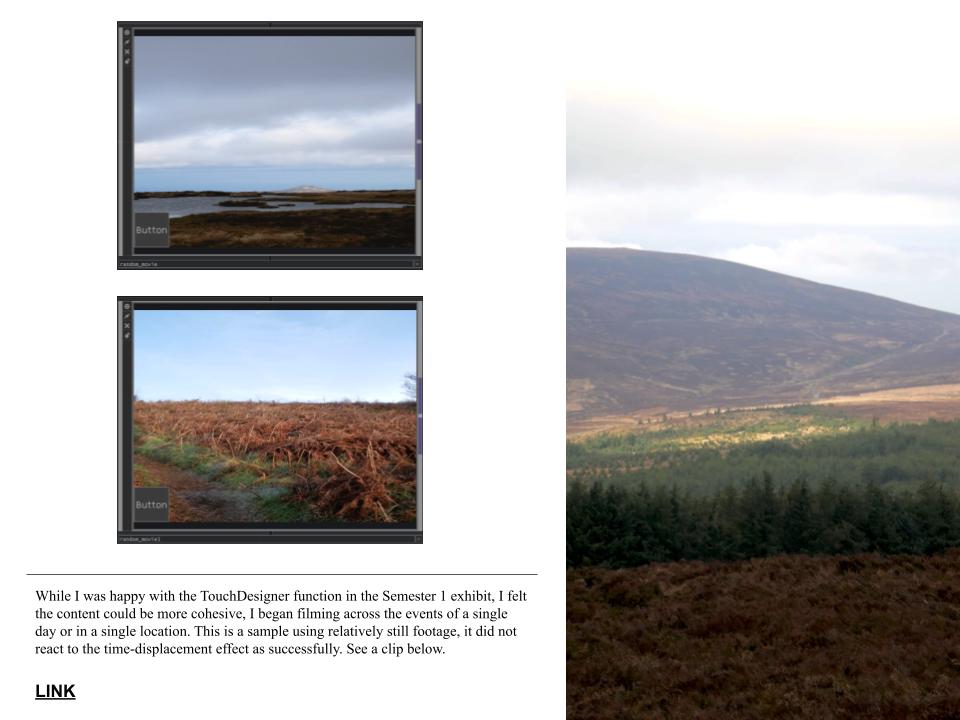 Button
random_movie
Button
random_movie1
While I was happy with the TouchDesigner function in the Semester 1 exhibit, I felt
the content could be more cohesive, I began filming across the events of a single
day or in a single location. This is a sample using relatively still footage, it did not
react to the time-displacement effect as successfully. See a clip below.
LINK